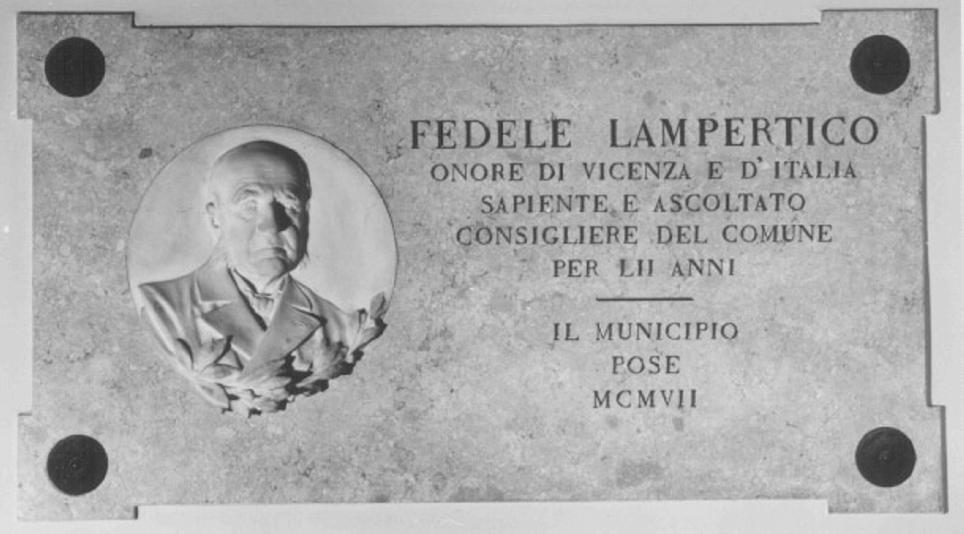 FEDELE LAMPERTICO
ONORE DI VICENZA E D'ITALIA
SAPIENTE E ASCOLTATO
CONSIGLIERE DEL COMUNE
PER LII ANNI
IL MUNICIPIO
POSE
MCMVII